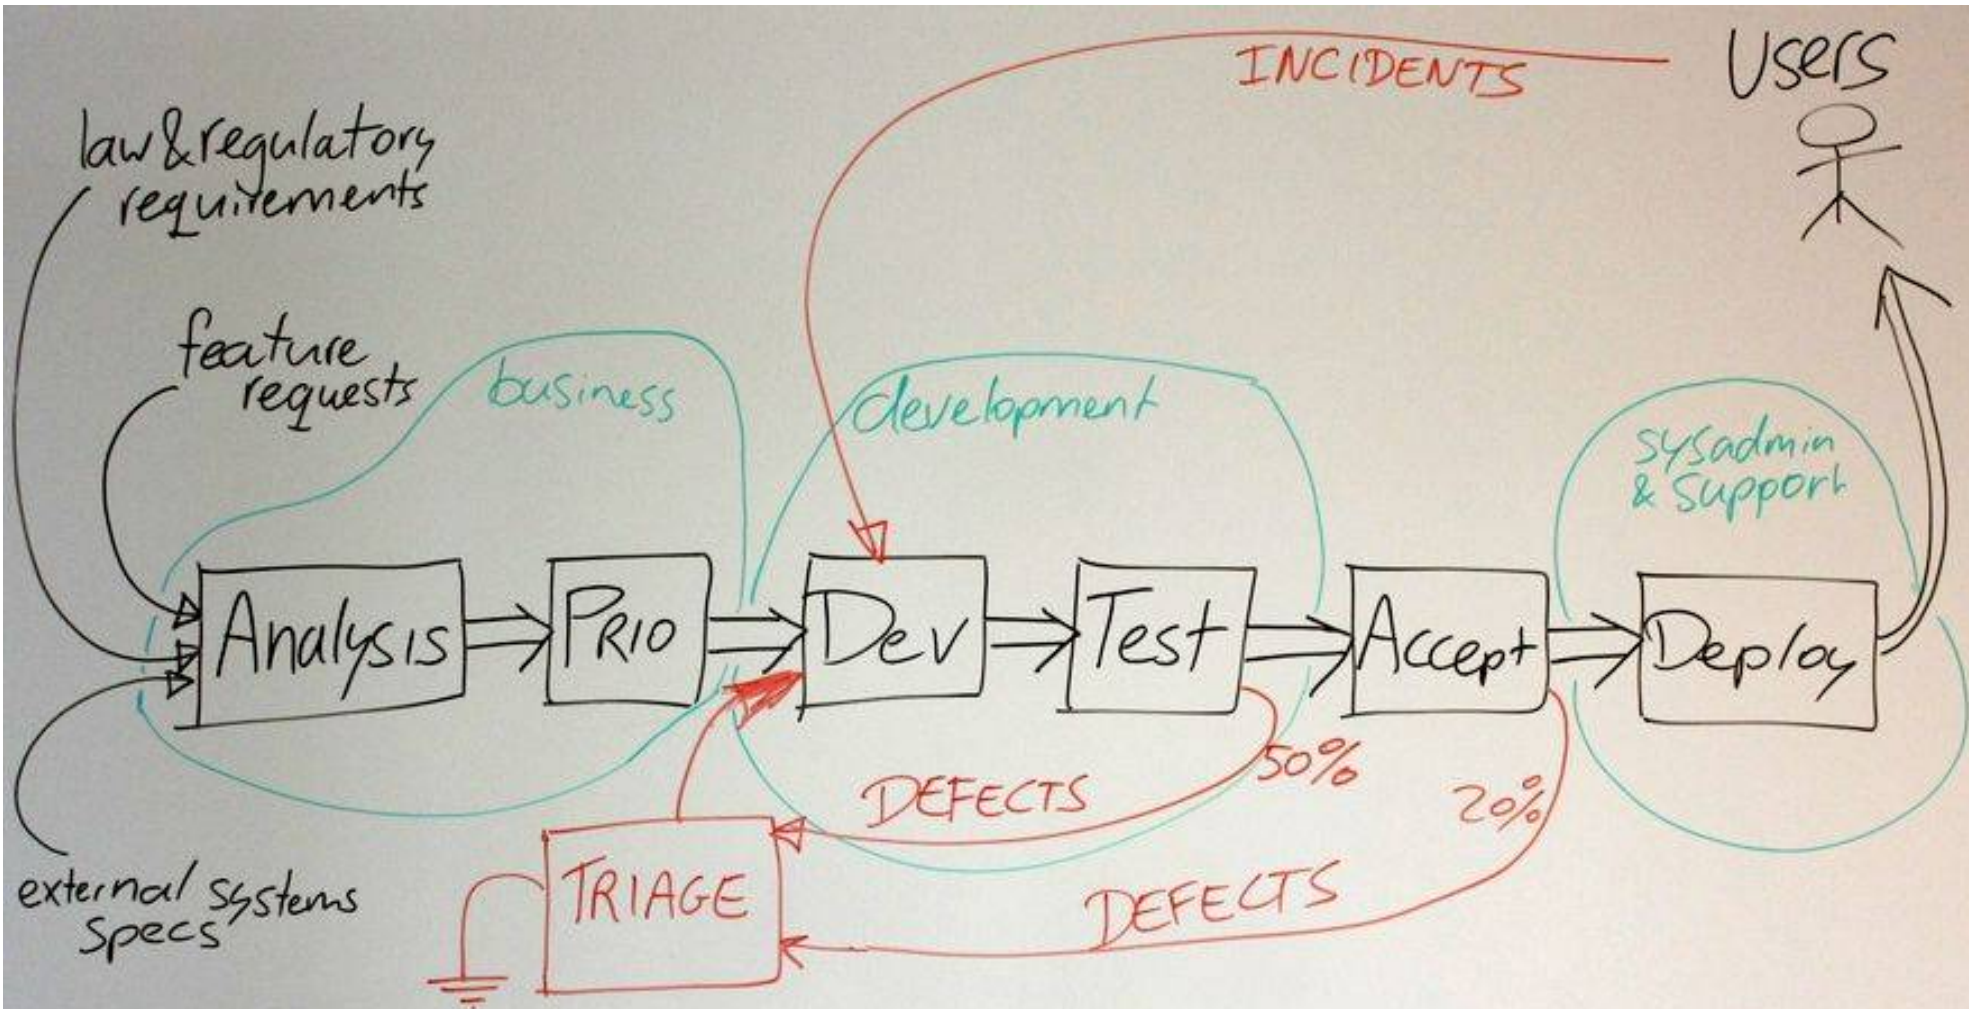 INCIDENTS
Users
law & regulatory
requirements
feature
requests
business
development
sysadmin
& support
Analysis
PRIO
Dev
Test
Accept
Deploy
50%
DEFECTS
20%
TRIAGE
DEFECTS
external systems
specs